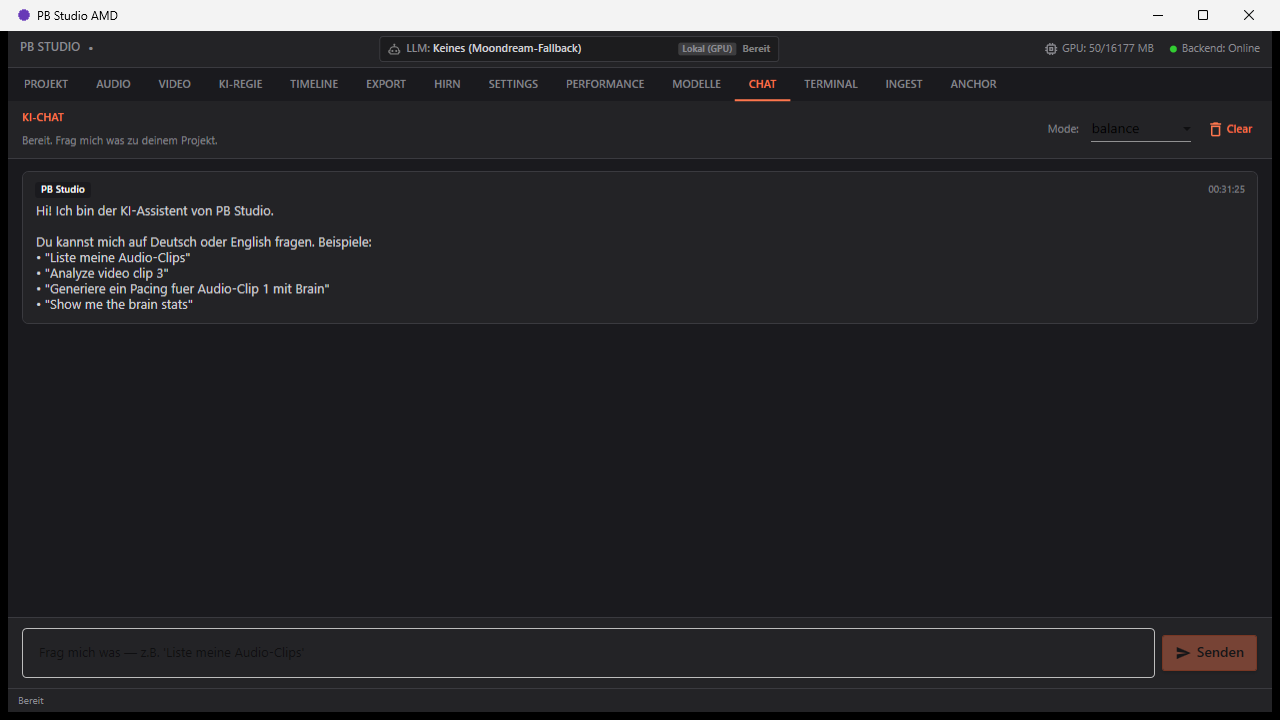 PB Studio AMD
PB STUDIO •
LLM: Keines (Moondream-Fallback) Lokal (GPU) Bereit
GPU: 50/16177 MB Backend: Online
PROJEKT AUDIO VIDEO KI-REGIE TIMELINE EXPORT HIRN SETTINGS PERFORMANCE MODELLE CHAT TERMINAL INGEST ANCHOR
KI-CHAT
Bereit. Frag mich was zu deinem Projekt.
Mode: balance Clear
PB Studio 00:31:25
Hi! Ich bin der KI-Assistent von PB Studio.
Du kannst mich auf Deutsch oder English fragen. Beispiele:
• "Liste meine Audio-Clips"
• "Analyze video clip 3"
• "Generiere ein Pacing fuer Audio-Clip 1 mit Brain"
• "Show me the brain stats"
Frag mich was — z.B. 'Liste meine Audio-Clips'
Senden
Bereit